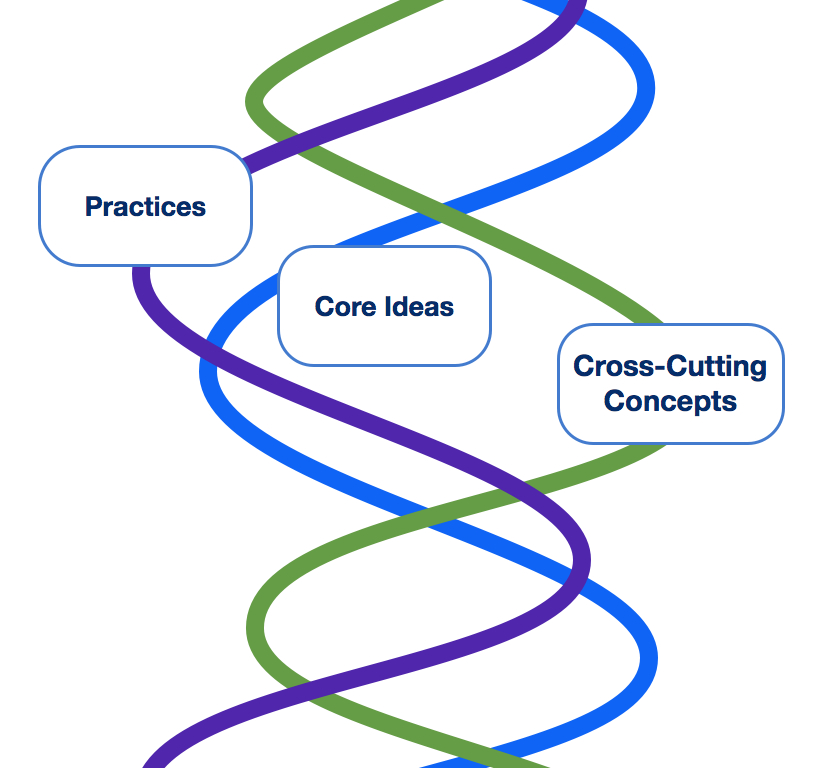 Practices
Core Ideas
Cross-Cutting
Concepts